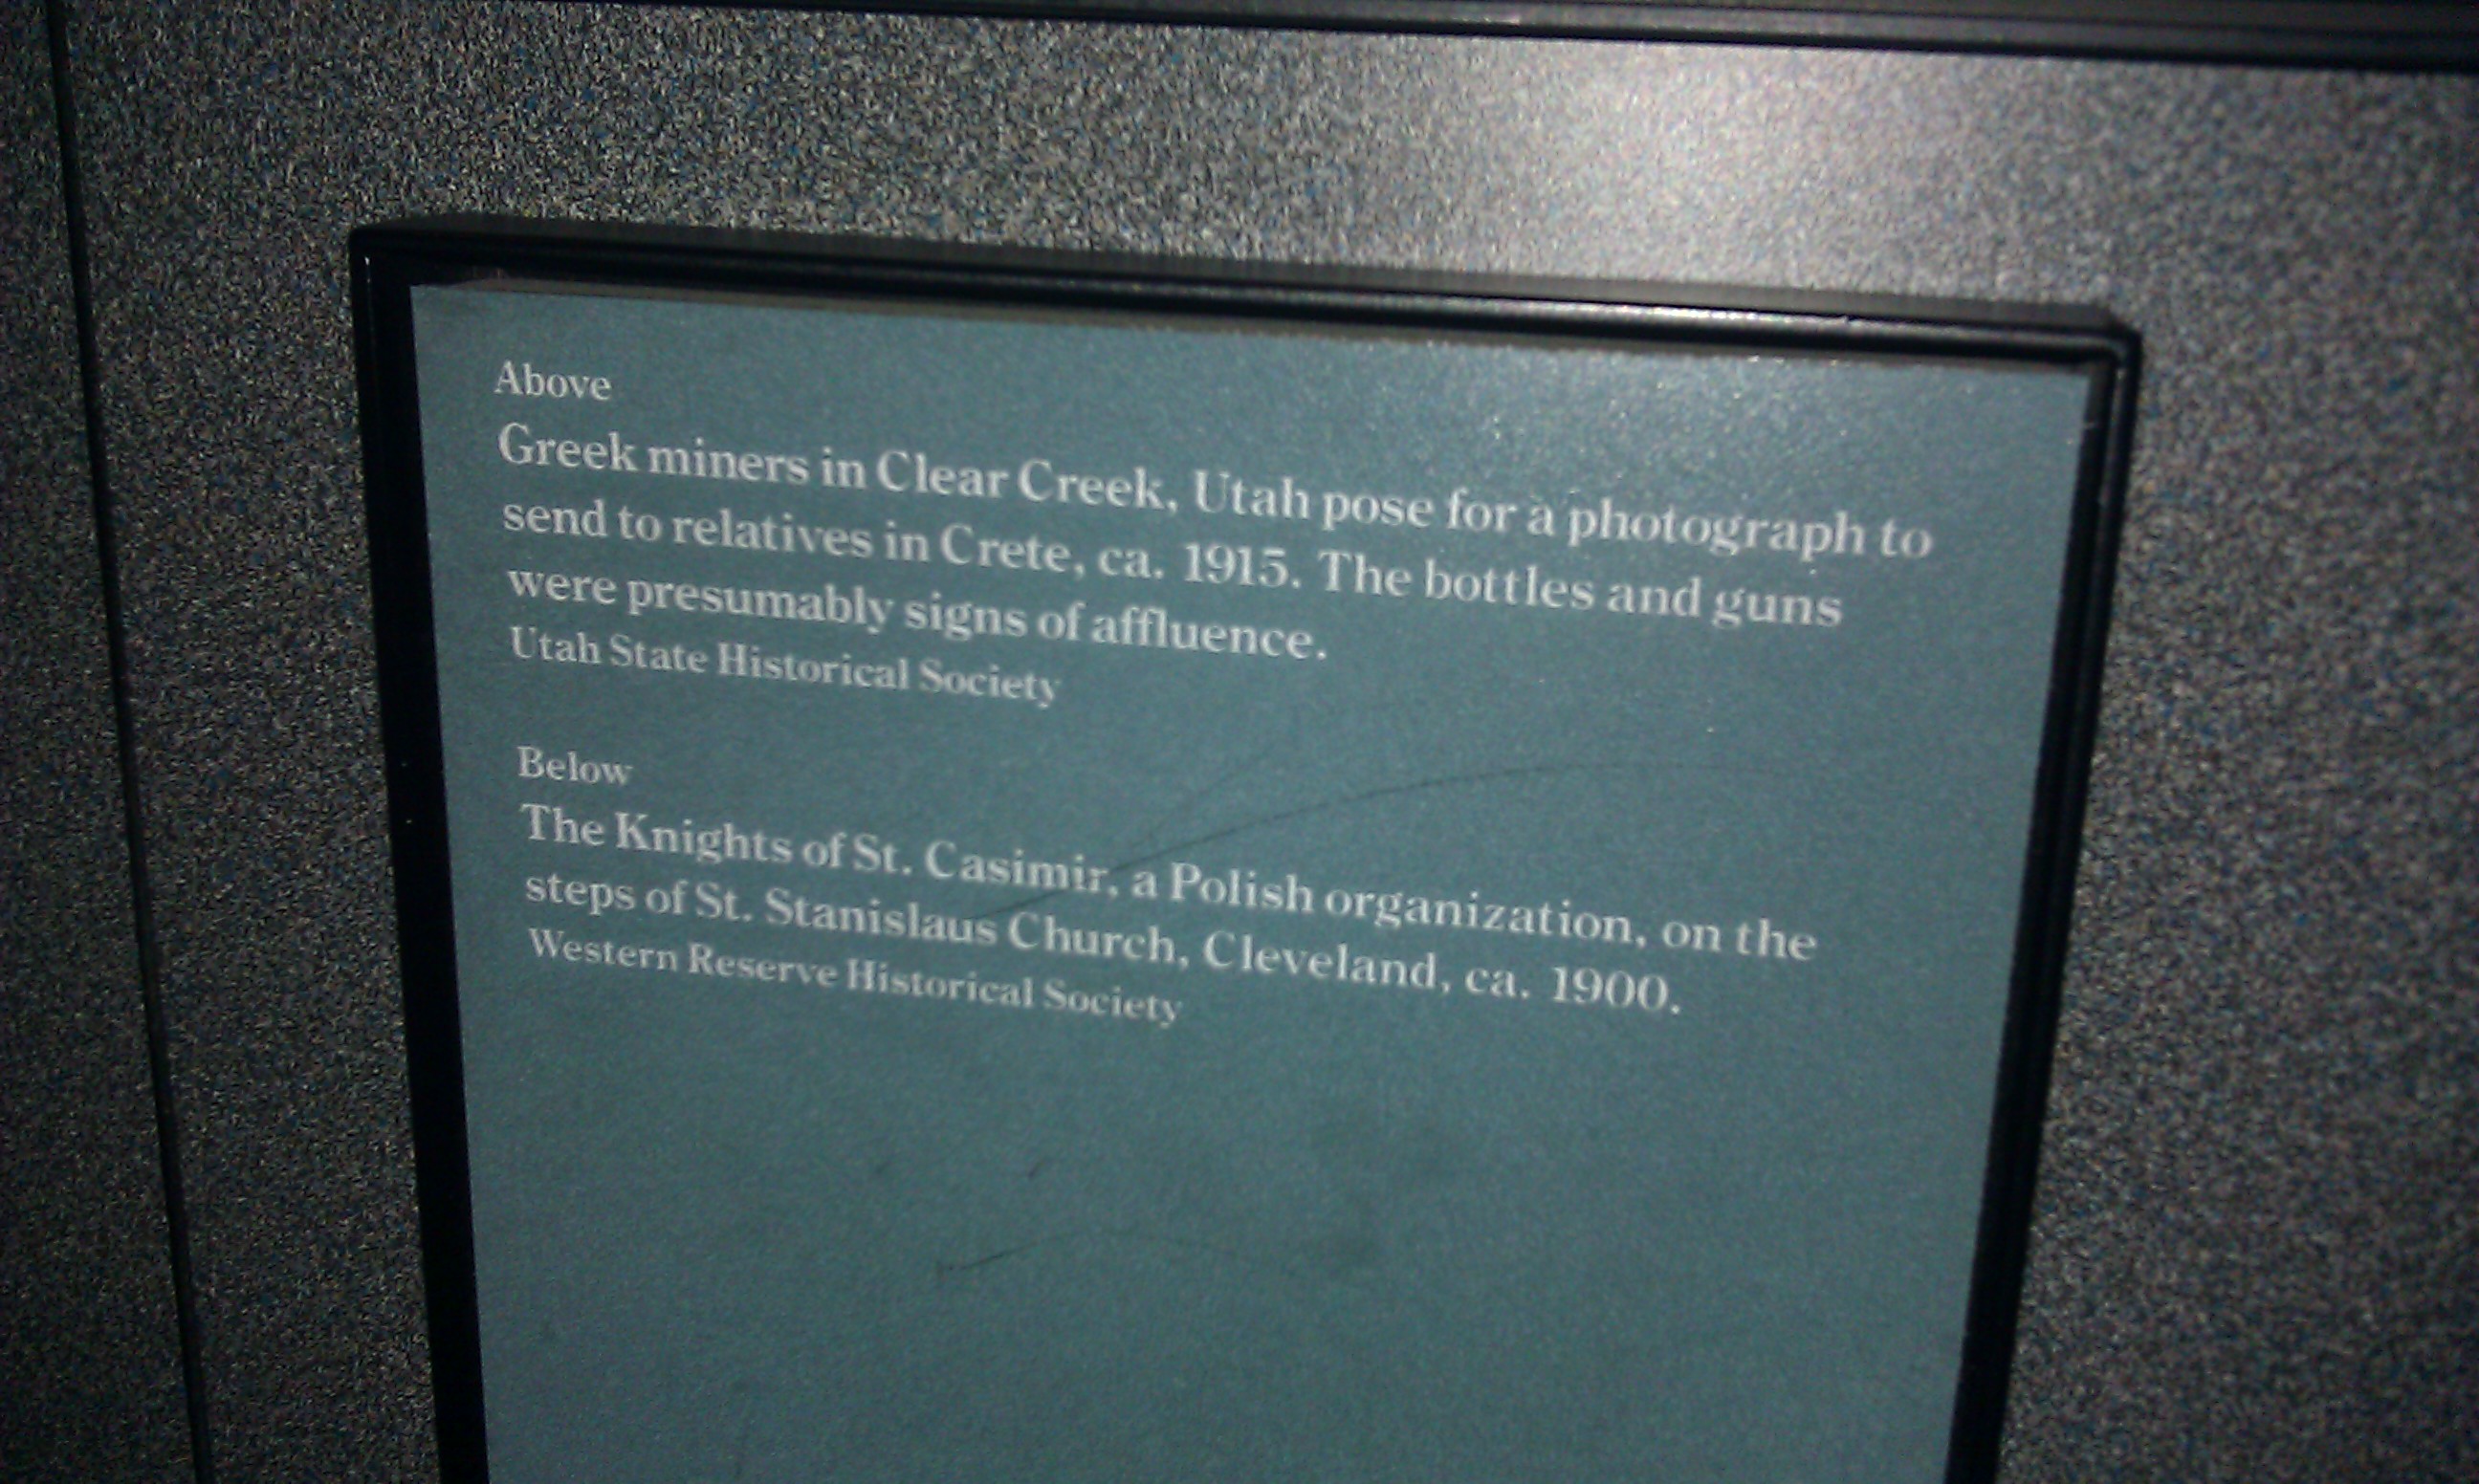 Above
Greek miners in Clear Creek, Utah pose for a photograph to
send to relatives in Crete, ca. 1915. The bottles and guns
were presumably signs of affluence.
Utah State Historical Society
Below
The Knights of St. Casimir, a Polish organization, on the
steps of St. Stanislaus Church, Cleveland, ca. 1900.
Western Reserve Historical Society